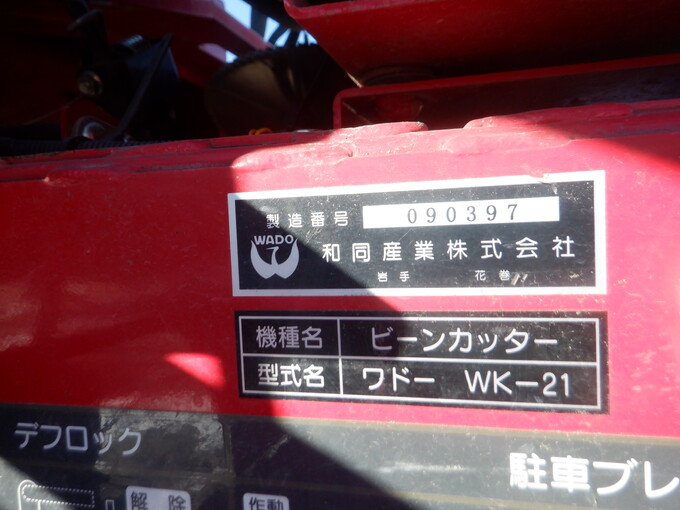 製造番号 090397
WADO 和同産業株式会社
岩手 花巻
機種名 ビーンカッター
型式名 ワドー WK-21
デフロック
駐車ブレ
解除 作動